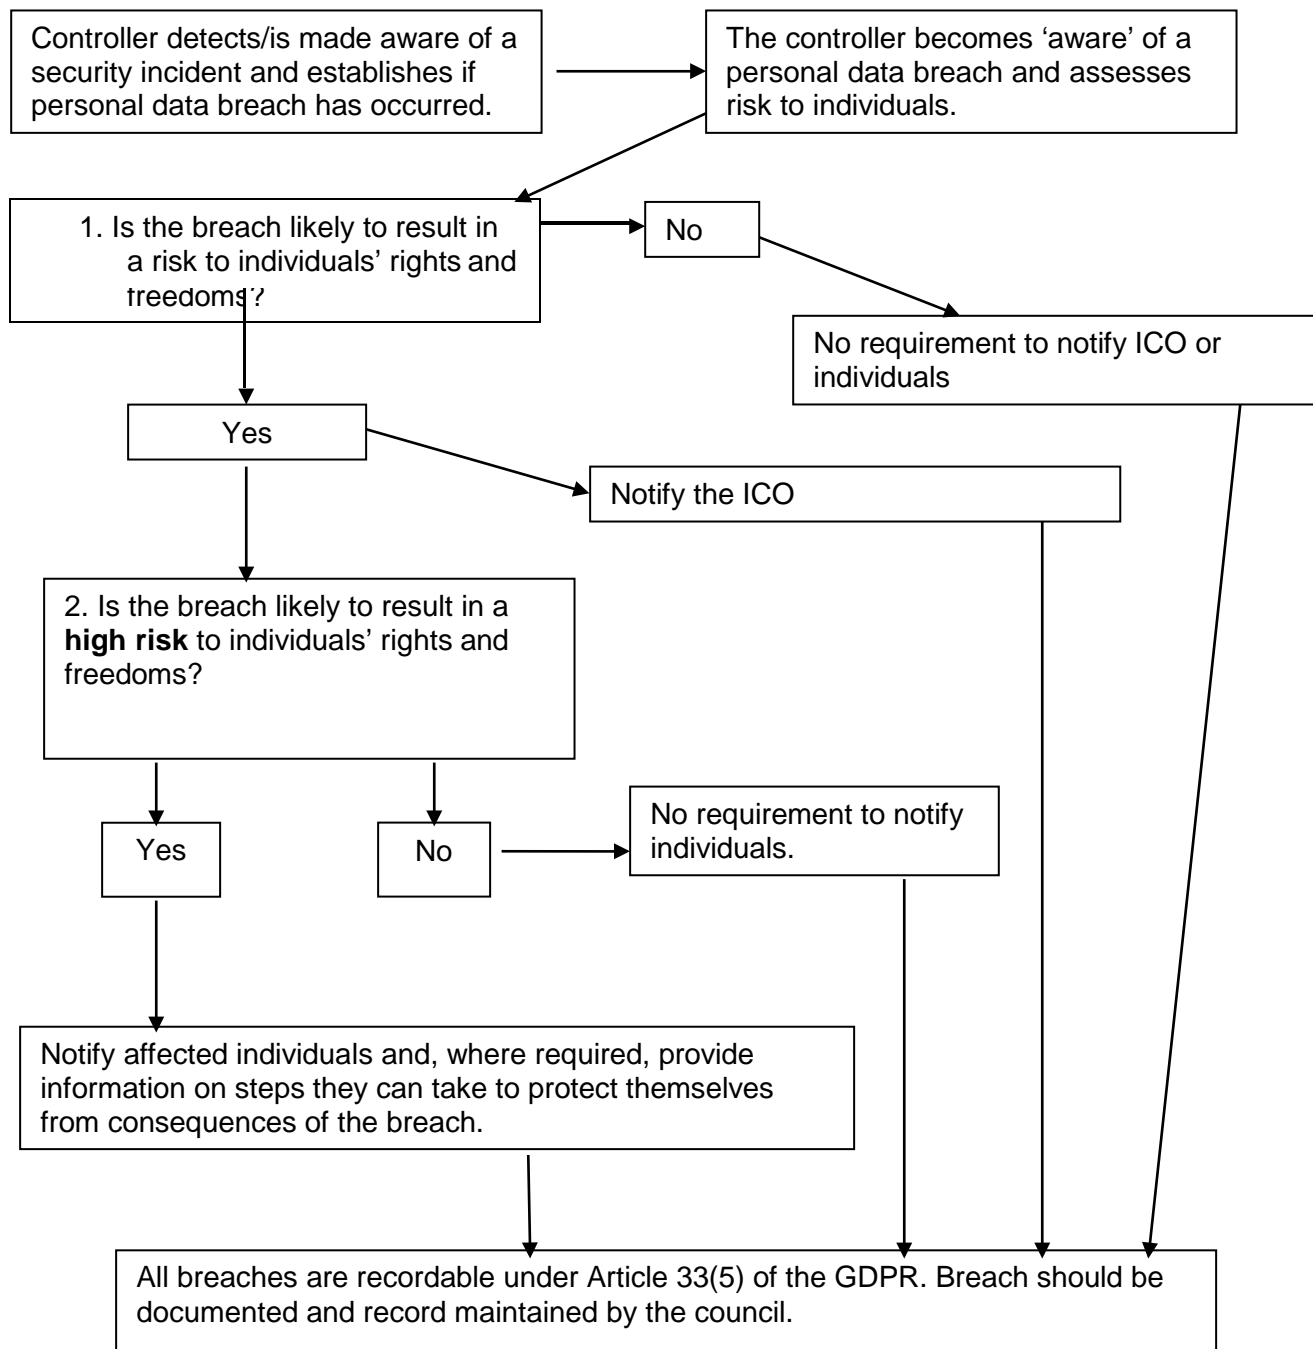 Controller detects/is made aware of a
security incident and establishes if
personal data breach has occurred.
The controller becomes ‘aware’ of a
personal data breach and assesses
risk to individuals.
1. Is the breach likely to result in
a risk to individuals’ rights and
freedoms?
No
No requirement to notify ICO or
individuals
Yes
Notify the ICO
2. Is the breach likely to result in a
high risk to individuals’ rights and
freedoms?
Yes
No
No requirement to notify
individuals.
Notify affected individuals and, where required, provide
information on steps they can take to protect themselves
from consequences of the breach.
All breaches are recordable under Article 33(5) of the GDPR. Breach should be
documented and record maintained by the council.